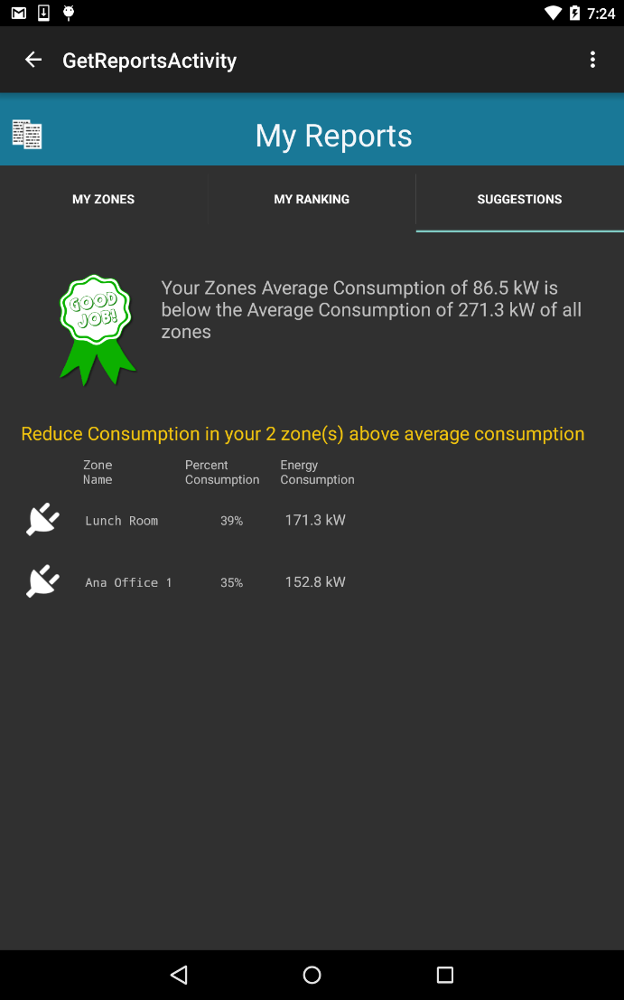 7:24
GetReportsActivity
My Reports
MY ZONES
MY RANKING
SUGGESTIONS
GOOD
JOB!
Your Zones Average Consumption of 86.5 kW is
below the Average Consumption of 271.3 kW of all
zones
Reduce Consumption in your 2 zone(s) above average consumption
Zone
Name
Percent
Consumption
Energy
Consumption
Lunch Room
39%
171.3 kW
Ana Office 1
35%
152.8 kW